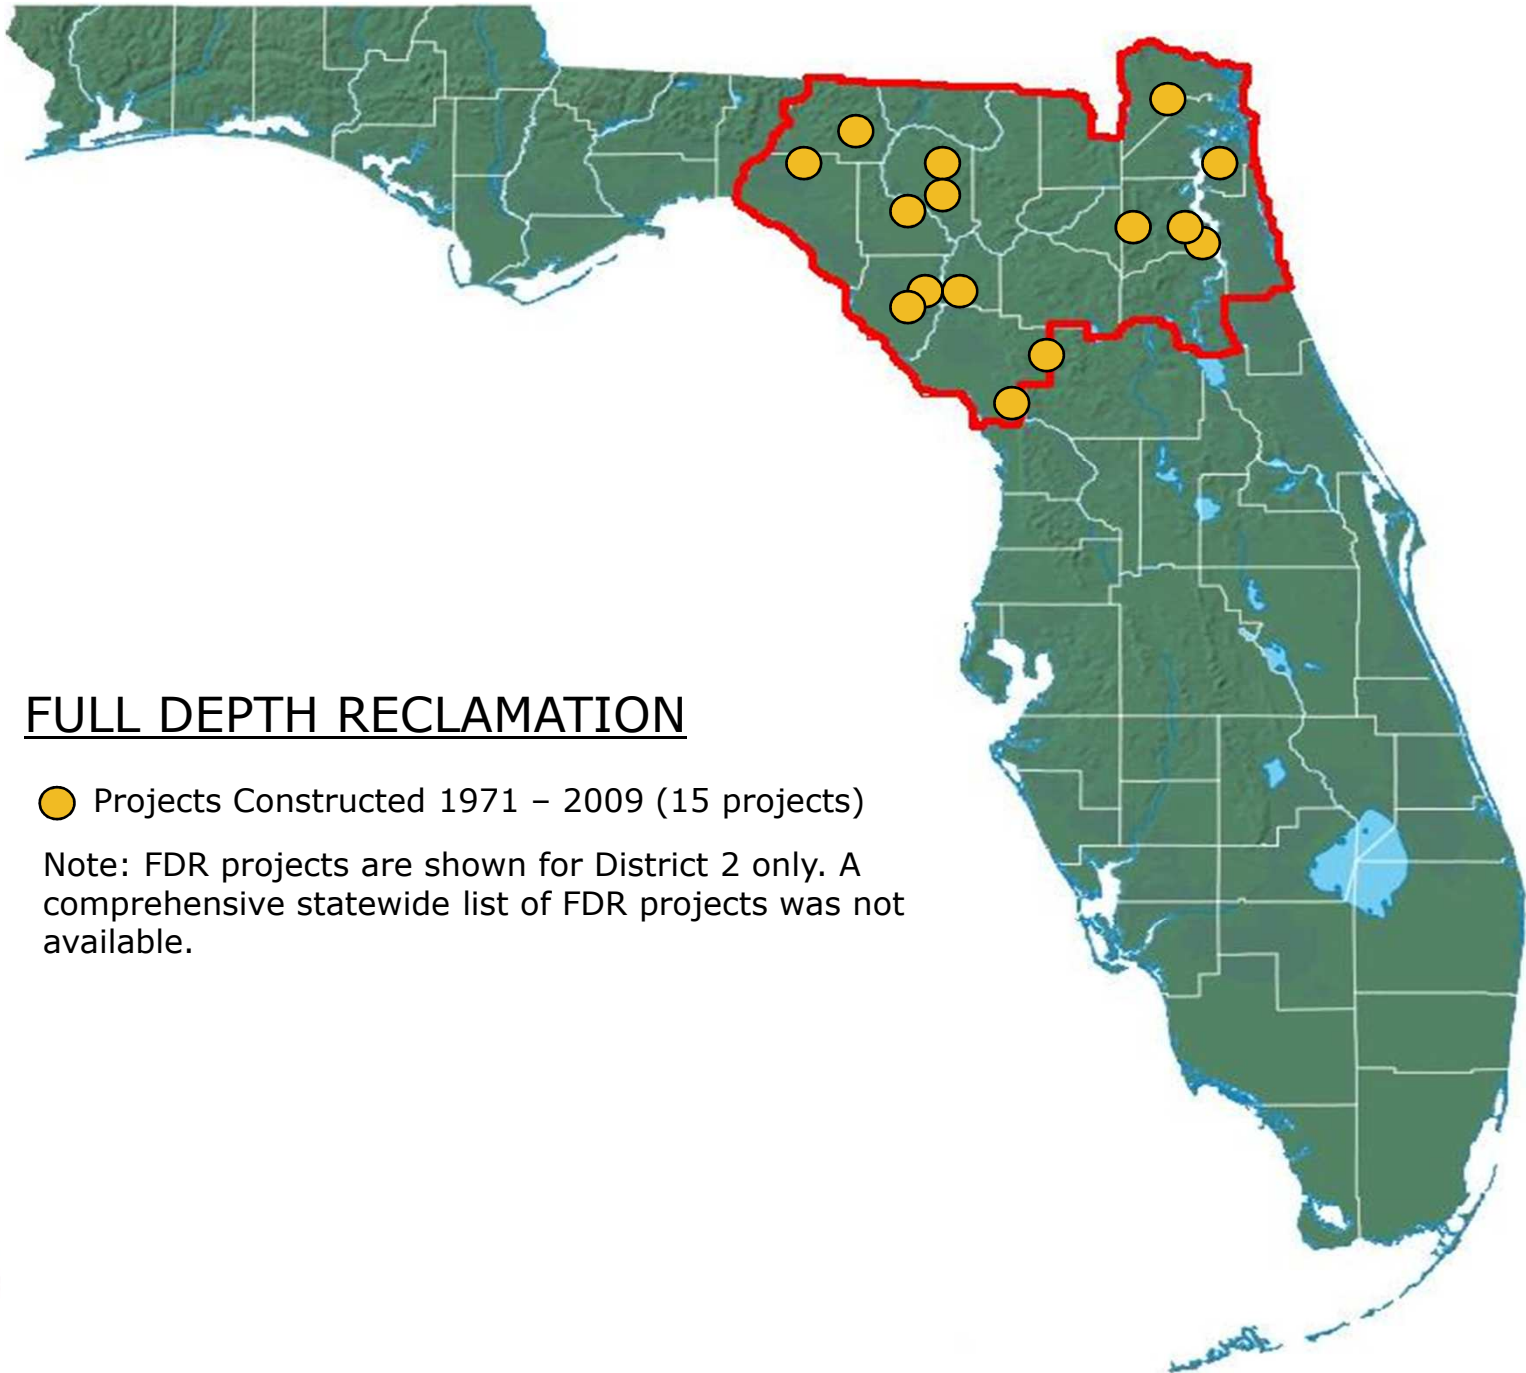 FULL DEPTH RECLAMATION
Projects Constructed 1971 – 2009 (15 projects)
Note: FDR projects are shown for District 2 only. A
comprehensive statewide list of FDR projects was not
available.